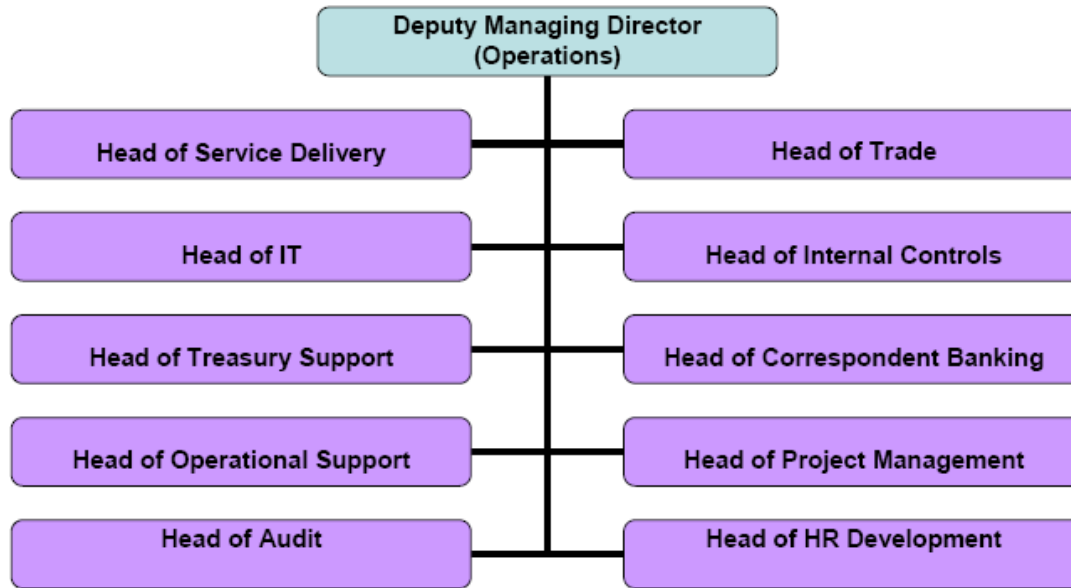 Deputy Managing Director
(Operations)
Head of Service Delivery
Head of Trade
Head of IT
Head of Internal Controls
Head of Treasury Support
Head of Correspondent Banking
Head of Operational Support
Head of Project Management
Head of Audit
Head of HR Development